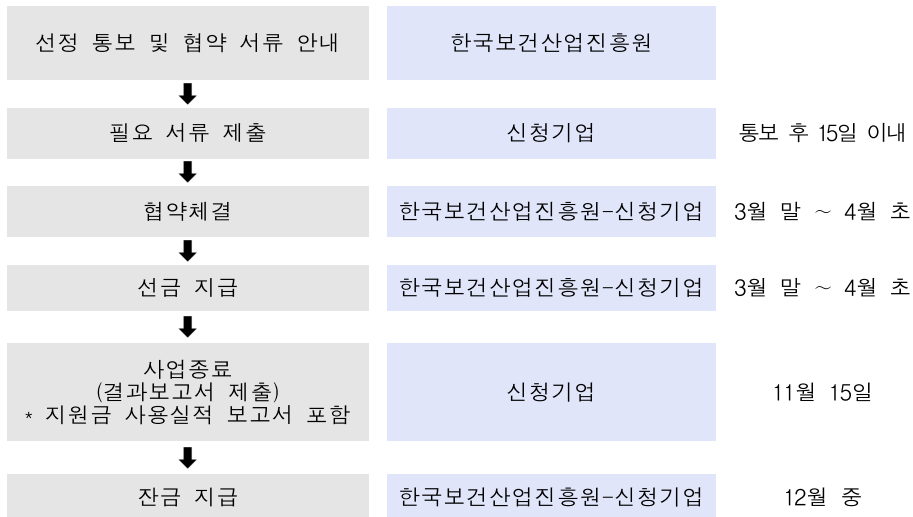 선정 통보 및 협약 서류 안내 한국보건산업진흥원
필요 서류 제출 신청기업 통보 후 15일 이내
협약체결 한국보건산업진흥원-신청기업 3월 말 ~ 4월 초
선금 지급 한국보건산업진흥원-신청기업 3월 말 ~ 4월 초
사업종료
(결과보고서 제출)
* 지원금 사용실적 보고서 포함
신청기업
11월 15일
잔금 지급 한국보건산업진흥원-신청기업 12월 중